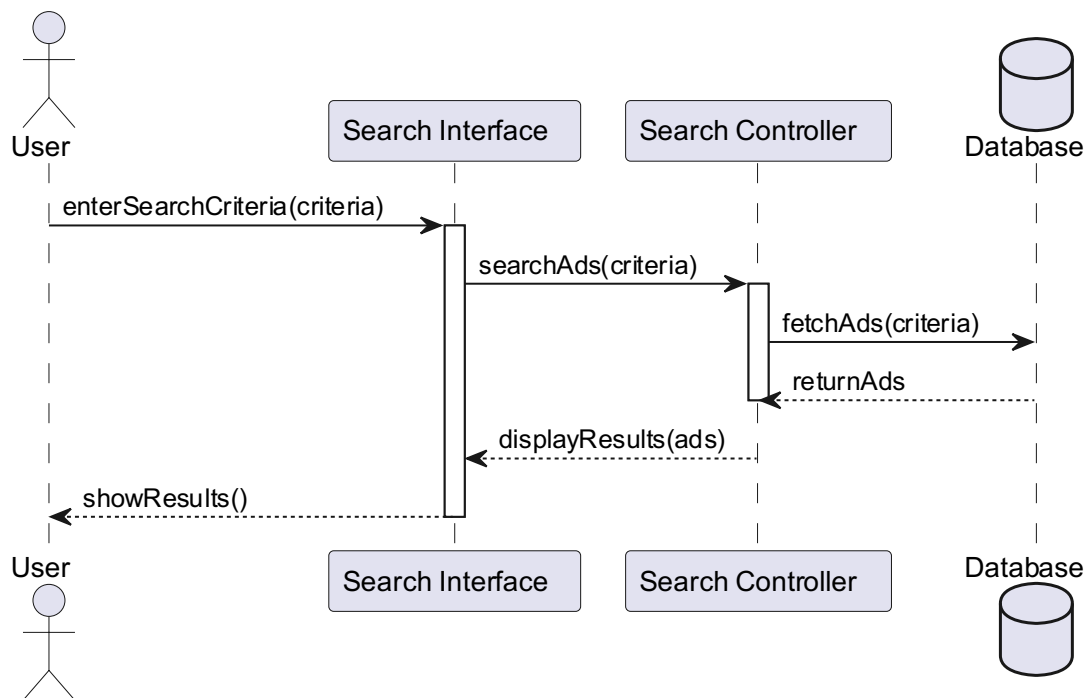 User
Search Interface
Search Controller
Database
enterSearchCriteria(criteria)
searchAds(criteria)
fetchAds(criteria)
returnAds
displayResults(ads)
showResults()
User
Search Interface
Search Controller
Database